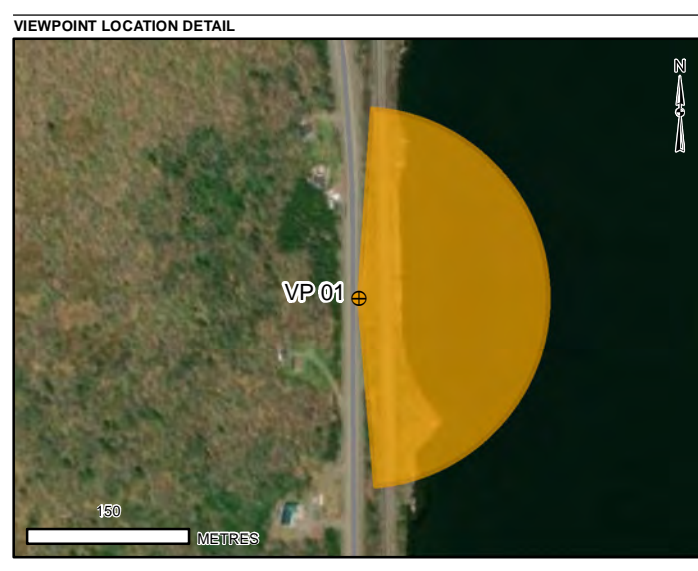 VIEWPOINT LOCATION DETAIL
N
VP 01
150
METRES